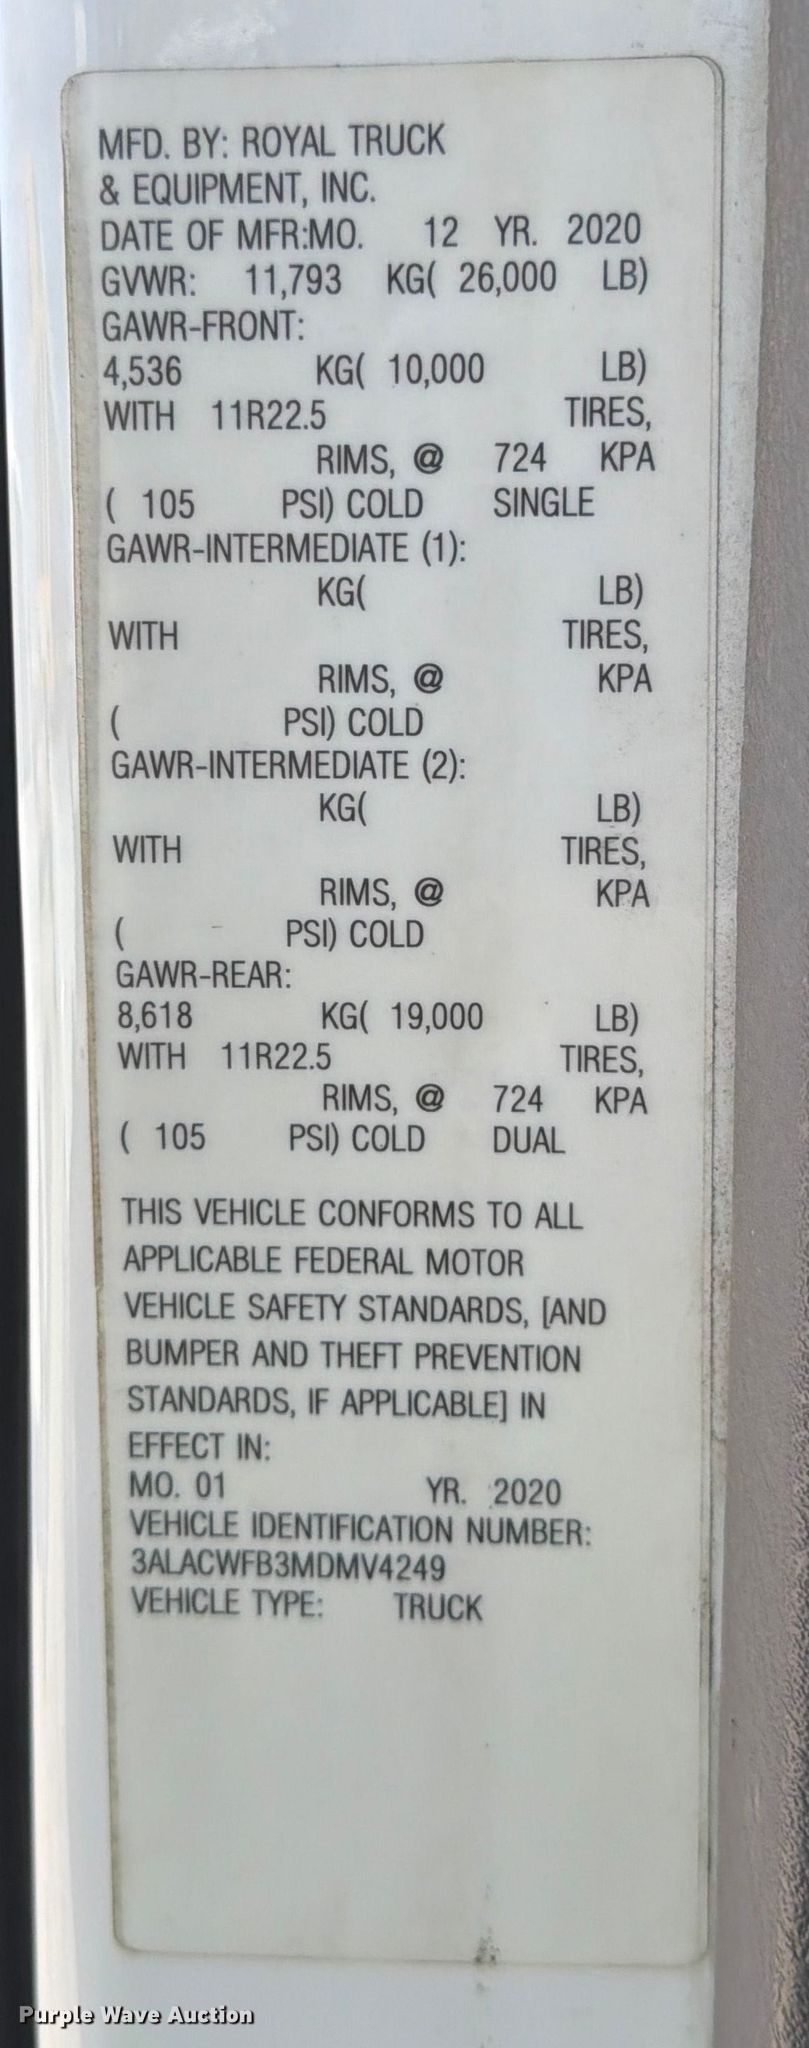 MFD. BY: ROYAL TRUCK
& EQUIPMENT, INC.
DATE OF MFR:MO. 12 YR. 2020
GVWR: 11,793 KG( 26,000 LB)
GAWR-FRONT:
4,536 KG( 10,000 LB)
WITH 11R22.5 TIRES,
RIMS, @ 724 KPA
( 105 PSI) COLD SINGLE
GAWR-INTERMEDIATE (1):
KG( LB)
WITH TIRES,
RIMS, @ KPA
( PSI) COLD
GAWR-INTERMEDIATE (2):
KG( LB)
WITH TIRES,
RIMS, @ KPA
( PSI) COLD
GAWR-REAR:
8,618 KG( 19,000 LB)
WITH 11R22.5 TIRES,
RIMS, @ 724 KPA
( 105 PSI) COLD DUAL
THIS VEHICLE CONFORMS TO ALL
APPLICABLE FEDERAL MOTOR
VEHICLE SAFETY STANDARDS, [AND
BUMPER AND THEFT PREVENTION
STANDARDS, IF APPLICABLE] IN
EFFECT IN:
MO. 01 YR. 2020
VEHICLE IDENTIFICATION NUMBER:
3ALACWFB3MDMV4249
VEHICLE TYPE: TRUCK
Purple Wave Auction